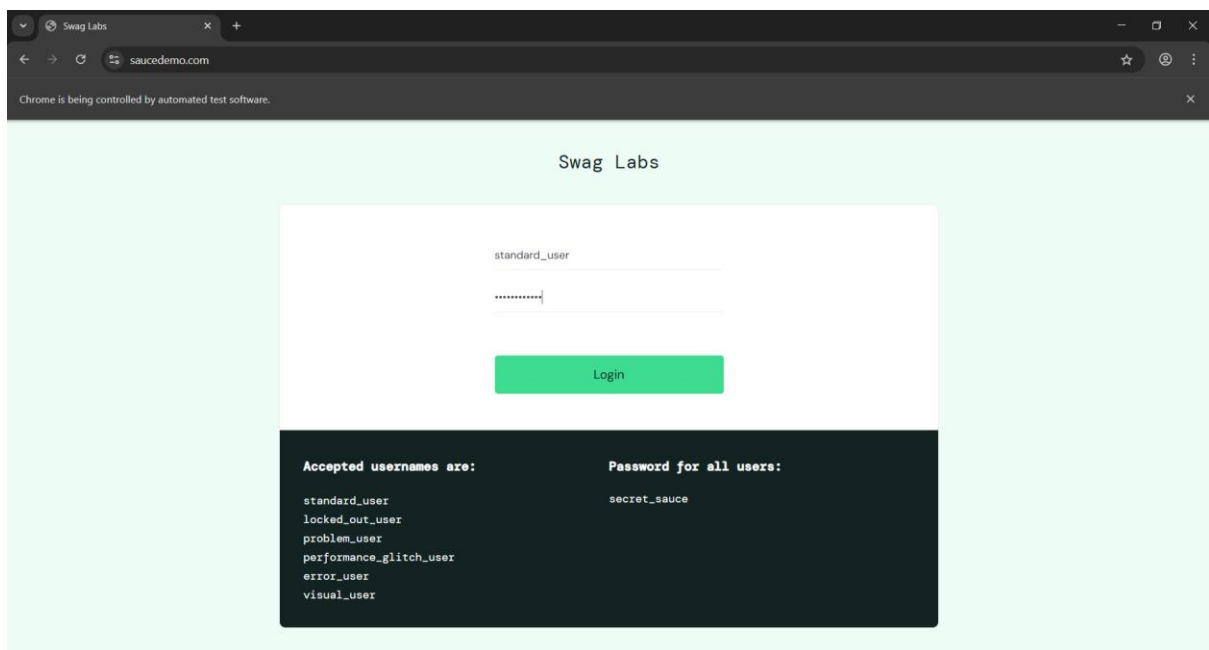 Swag Labs
saucedemo.com
Chrome is being controlled by automated test software.
Swag Labs
standard_user
••••••••••••
Login
Accepted usernames are:
standard_user
locked_out_user
problem_user
performance_glitch_user
error_user
visual_user
Password for all users:
secret_sauce